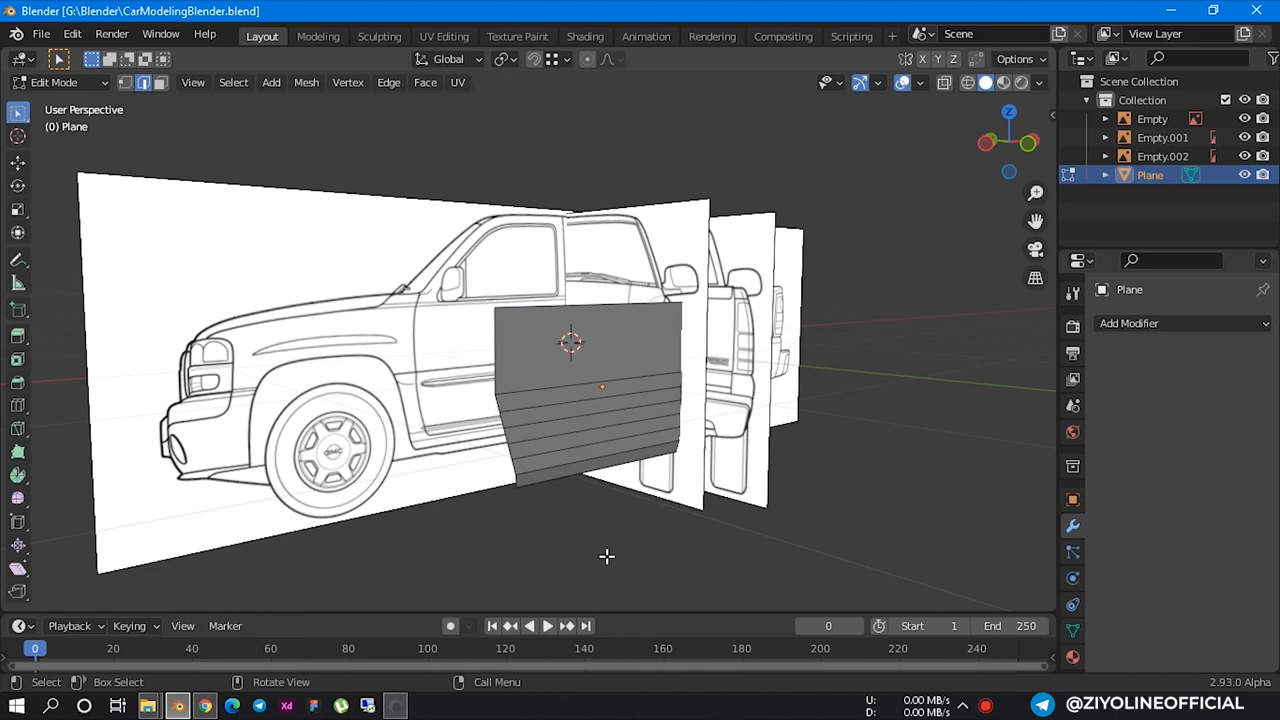 Blender [G:\Blender\CarModelingBlender.blend]
File Edit Render Window Help Layout Modeling Sculpting UV Editing Texture Paint Shading Animation Rendering Compositing Scripting + Scene View Layer
Global X Y Z Options
Edit Mode View Select Add Mesh Vertex Edge Face UV
User Perspective
(0) Plane
Z
Scene Collection
Collection
Empty
Empty.001
Empty.002
Plane
Plane
Add Modifier
GMC
Playback Keying View Marker 0 Start 1 End 250
0 20 40 60 80 100 120 140 160 180 200 220 240
Select Box Select Rotate View Call Menu 2.93.0 Alpha
Xd U: 0.00 MB/s
D: 0.00 MB/s
@ZIYOLINEOFFICIAL